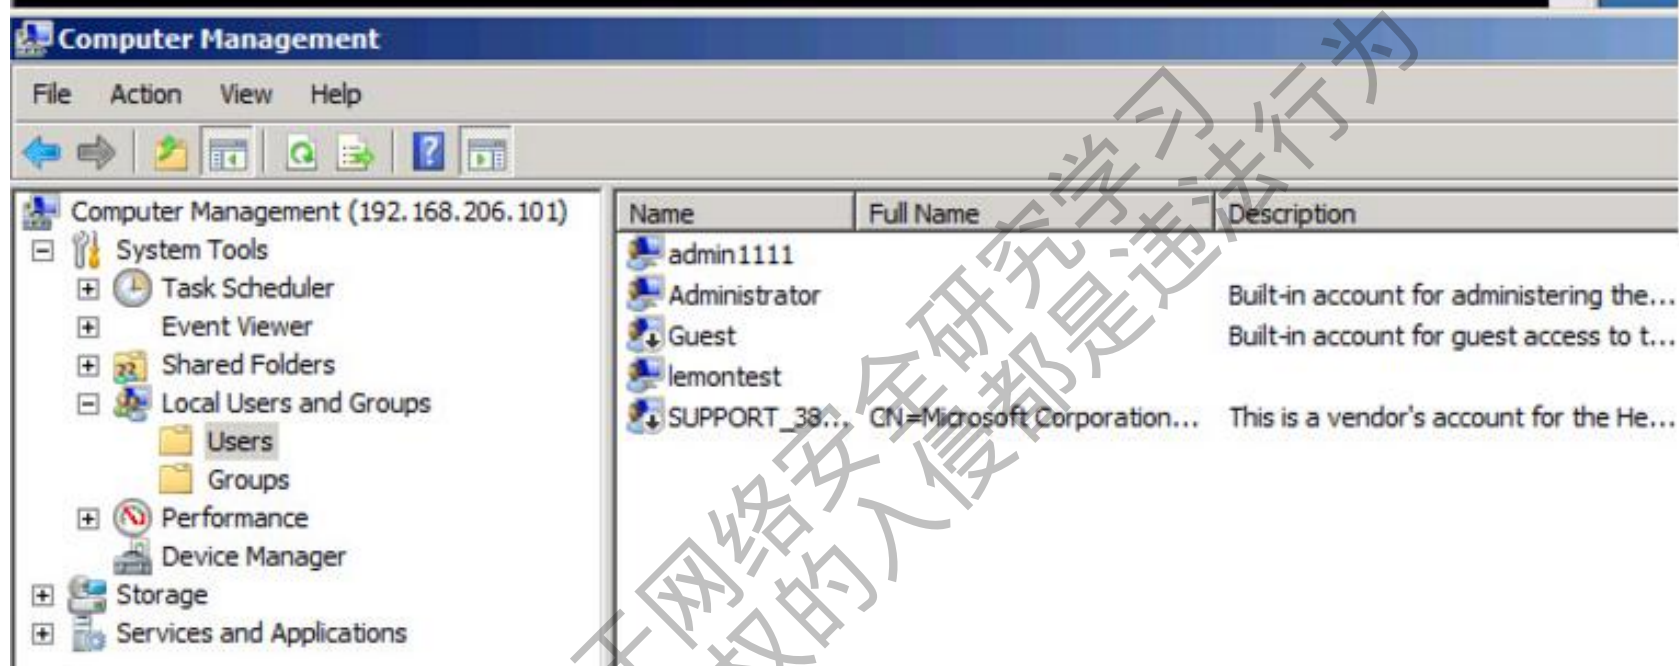 Computer Management
File Action View Help
Computer Management (192.168.206.101)
System Tools
Task Scheduler
Event Viewer
Shared Folders
Local Users and Groups
Users
Groups
Performance
Device Manager
Storage
Services and Applications
Name Full Name Description
admin1111
Administrator Built-in account for administering the...
Guest Built-in account for guest access to t...
lemontest
SUPPORT_38... CN=Microsoft Corporation... This is a vendor's account for the He...
于网络安全研究学习
权的入侵都是违法行为